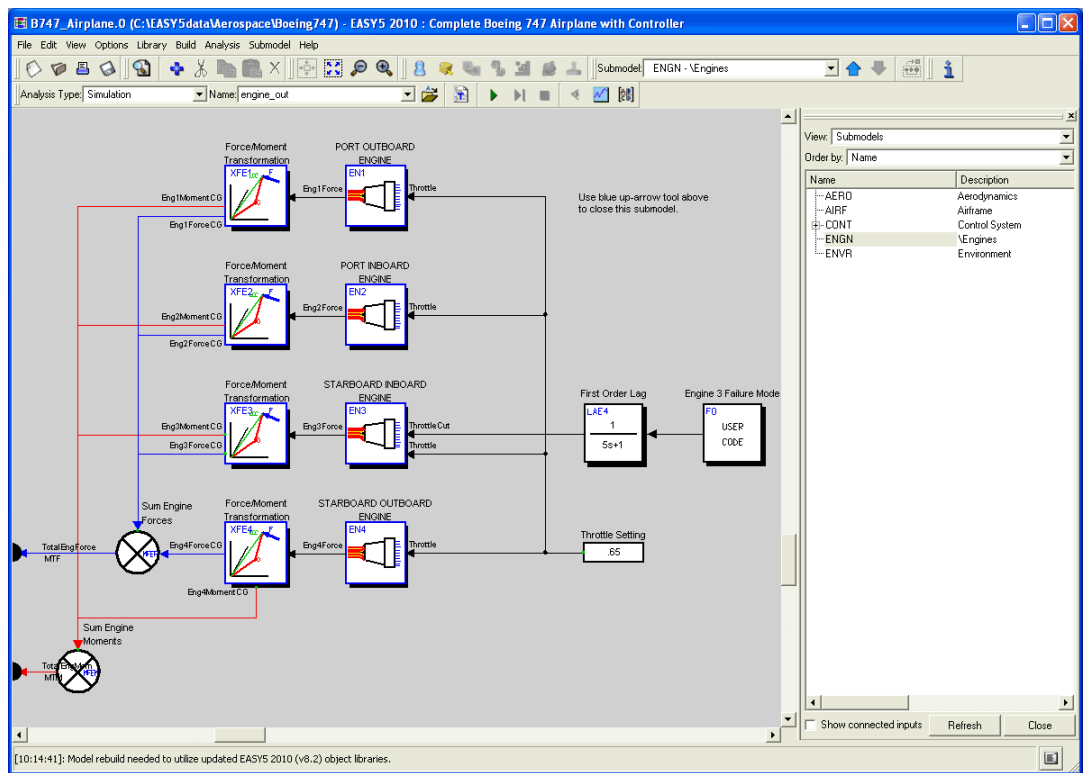 B747_Airplane.0 (C:\EASY5data\Aerospace\Boeing747) - EASY5 2010 : Complete Boeing 747 Airplane with Controller
File Edit View Options Library Build Analysis Submodel Help
Submodel: ENGN - \Engines
Analysis Type: Simulation Name: engine_out
View: Submodels
Order by: Name
Name Description
AERO Aerodynamics
AIRF Airframe
CONT Control System
ENGN \Engines
ENVR Environment
Force/Moment
Transformation
PORT OUTBOARD
ENGINE
XFE1
LOC
F
EN1
Eng1MomentCG
Eng1Force
Throttle
Eng1ForceCG
Use blue up-arrow tool above
to close this submodel.
Force/Moment
Transformation
PORT INBOARD
ENGINE
XFE2
LOC
F
EN2
Eng2MomentCG
Eng2Force
Throttle
Eng2ForceCG
Force/Moment
Transformation
STARBOARD INBOARD
ENGINE
First Order Lag
Engine 3 Failure Mode
XFE3
LOC
F
EN3
LAE4
1
5s+1
FO
USER
CODE
Eng3MomentCG
Eng3Force
ThrottleCut
Eng3ForceCG
Throttle
Force/Moment
Transformation
STARBOARD OUTBOARD
ENGINE
Sum Engine
Forces
XFE4
LOC
F
EN4
Throttle Setting
.65
TotalEngForce
MTF
Eng4ForceCG
Eng4Force
Throttle
Eng4MomentCG
Sum Engine
Moments
TotalEngMom
MTM
Show connected inputs Refresh Close
[10:14:41]: Model rebuild needed to utilize updated EASY5 2010 (v8.2) object libraries.